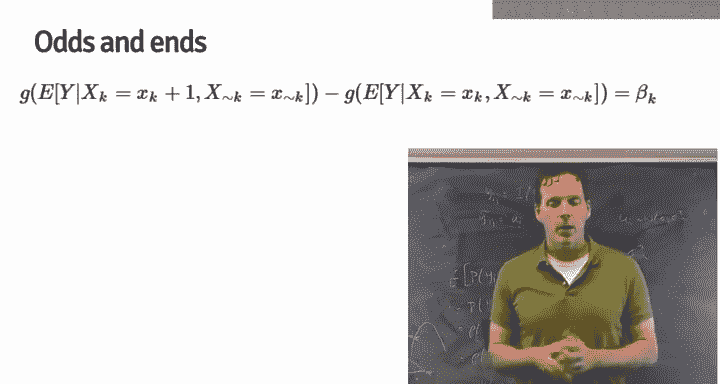 Odds and ends
g(E[Y|X_k = x_k + 1, X_{∼k} = x_{∼k}]) − g(E[Y|X_k = x_k, X_{∼k} = x_{∼k}]) = β_k